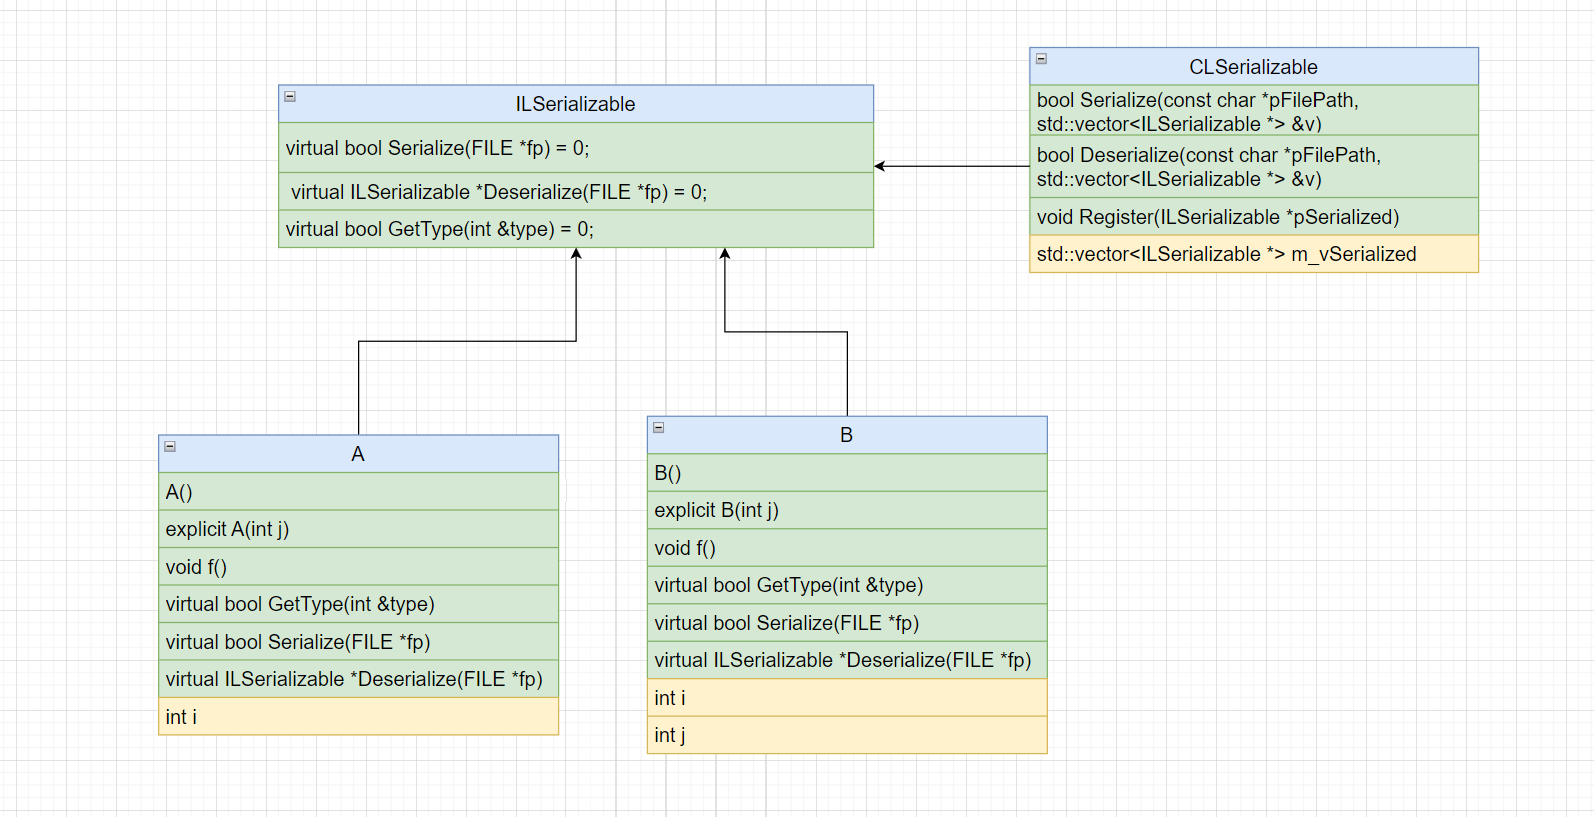 ILSerializable
virtual bool Serialize(FILE *fp) = 0;
virtual ILSerializable *Deserialize(FILE *fp) = 0;
virtual bool GetType(int &type) = 0;
CLSerializable
bool Serialize(const char *pFilePath,
std::vector<ILSerializable *> &v)
bool Deserialize(const char *pFilePath,
std::vector<ILSerializable *> &v)
void Register(ILSerializable *pSerialized)
std::vector<ILSerializable *> m_vSerialized
A
A()
explicit A(int j)
void f()
virtual bool GetType(int &type)
virtual bool Serialize(FILE *fp)
virtual ILSerializable *Deserialize(FILE *fp)
int i
B
B()
explicit B(int j)
void f()
virtual bool GetType(int &type)
virtual bool Serialize(FILE *fp)
virtual ILSerializable *Deserialize(FILE *fp)
int i
int j